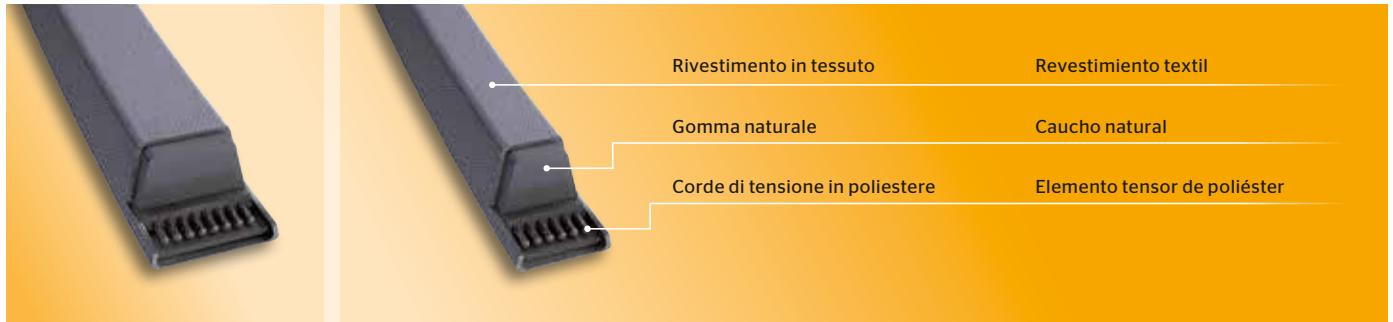 Rivestimento in tessuto Revestimiento textil
Gomma naturale Caucho natural
Corde di tensione in poliestere Elemento tensor de poliéster